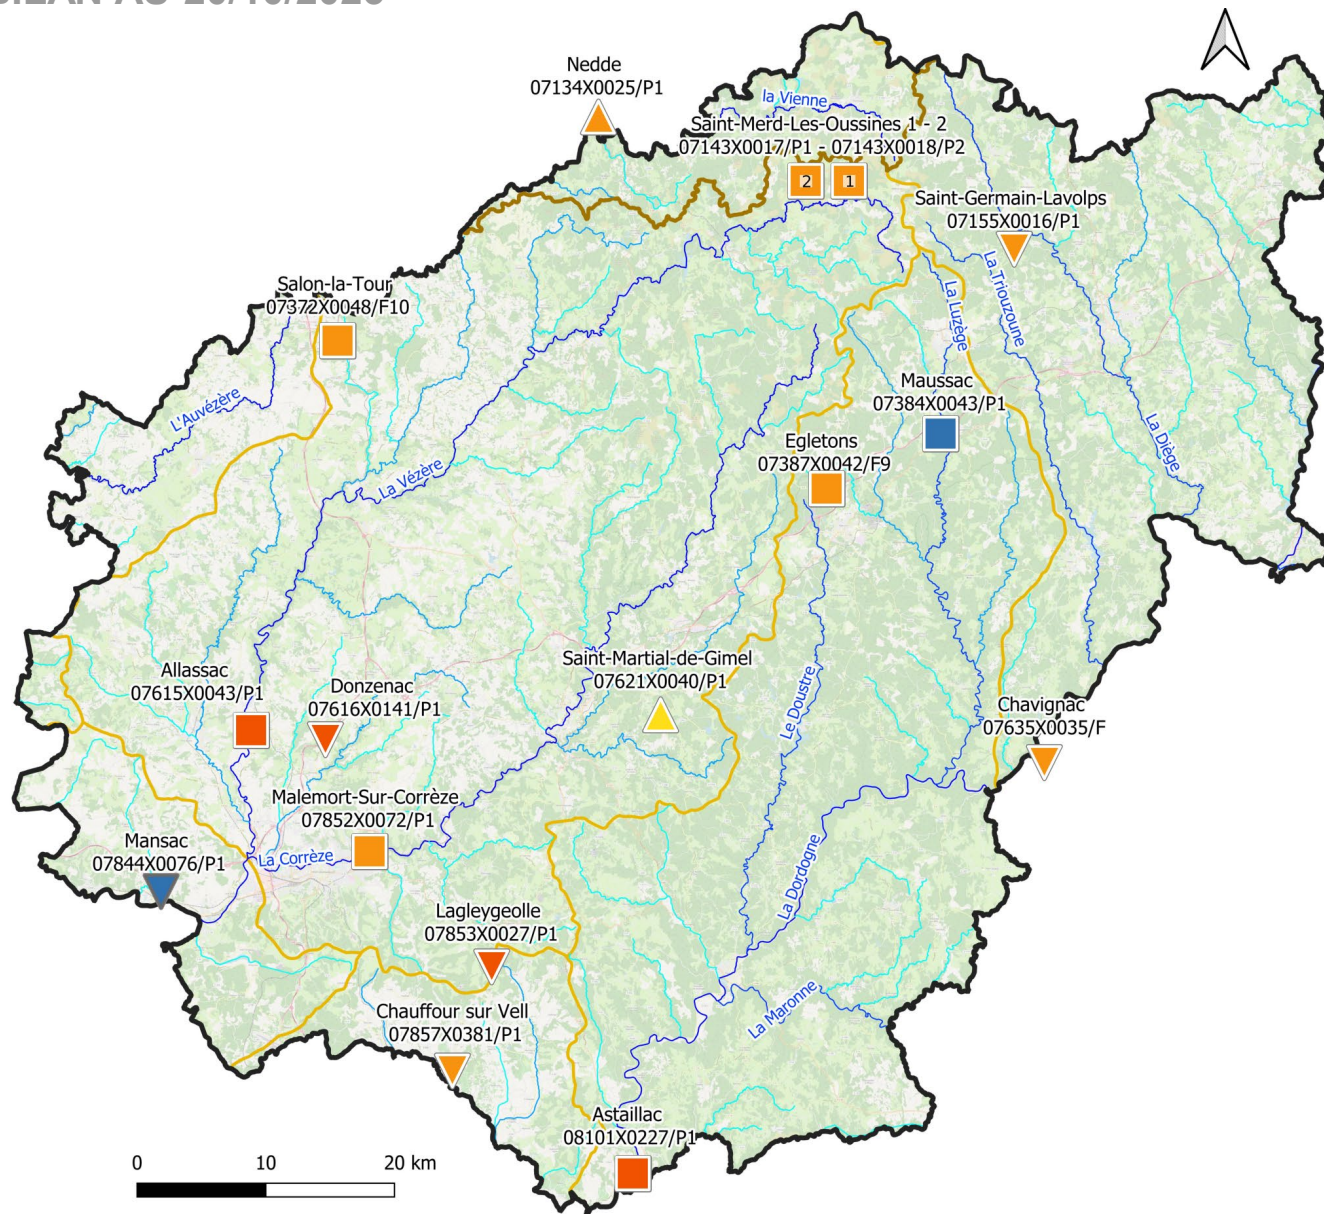 Nedde
07134X0025/P1
la Vienne
Saint-Merd-Les-Oussines 1 - 2
07143X0017/P1 - 07143X0018/P2
2
1
Saint-Germain-Lavolps
07155X0016/P1
La Triouzoune
La Luzège
Salon-la-Tour
07372X0048/F10
L'Auvézère
Maussac
07384X0043/P1
La Diège
Egletons
07387X0042/F9
La Vézère
Saint-Martial-de-Gimel
07621X0040/P1
Allassac
07615X0043/P1
Donzenac
07616X0141/P1
Le Doustre
Chavignac
07635X0035/F
Malemort-Sur-Corrèze
07852X0072/P1
Mansac
07844X0076/P1
La Corrèze
La Dordogne
Lagleygeolle
07853X0027/P1
La Maronne
Chauffour sur Vell
07857X0381/P1
Astaillac
08101X0227/P1
0 10 20 km